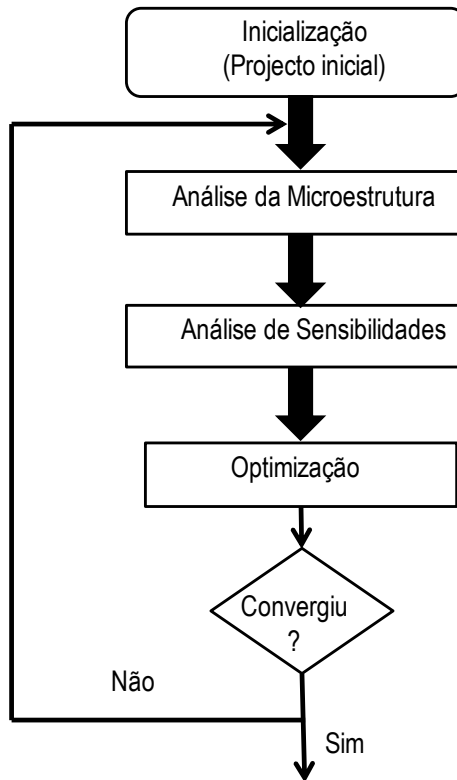 Inicialização
(Projecto inicial)
Análise da Microestrutura
Análise de Sensibilidades
Optimização
Convergiu
?
Não
Sim